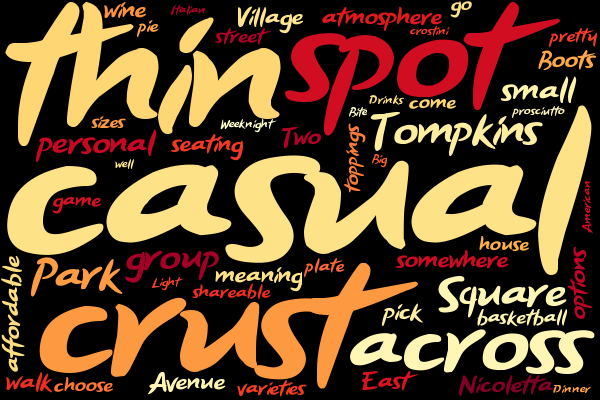 thin
wine
Italian
pie
Village
street
atmosphere
crostini
go
pretty
Boots
spot
small
prosciutto
Drinks
come
Bite
Weeknight
sizes
personal
seating
Two
toppings
Big
Tompkins
well
casual
game
American
house
somewhere
options
affordable
Park
group
Light
meaning
plate
shareable
crust
pick
Square
basketball
across
walk
choose
Avenue
varieties
East
Nicoletta
Dinner